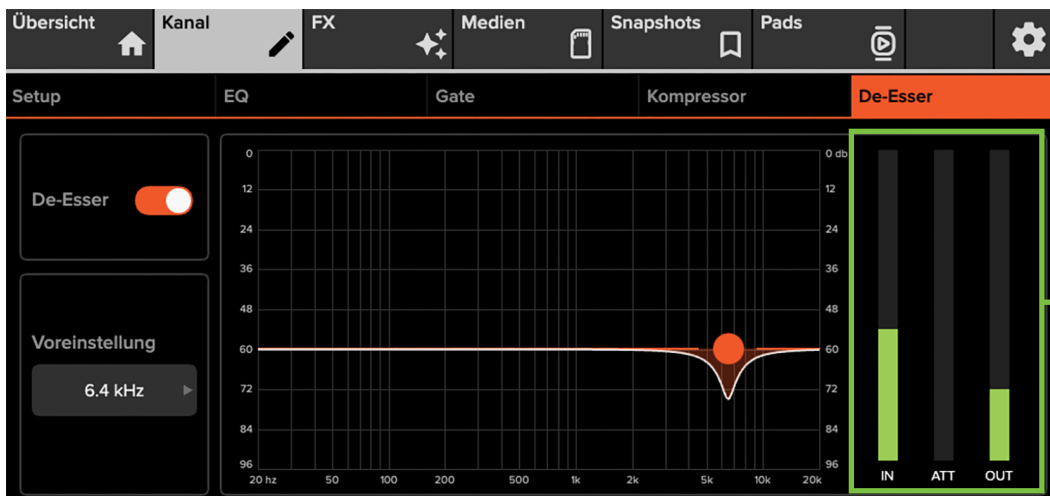 Übersicht Kanal FX Medien Snapshots Pads
Setup EQ Gate Kompressor De-Esser
De-Esser
Voreinstellung
6.4 kHz
0 0 db
12 12
24 24
36 36
48 48
60 60
72 72
84 84
96 96
20 hz 50 100 200 500 1k 2k 5k 10k 20k
IN ATT OUT